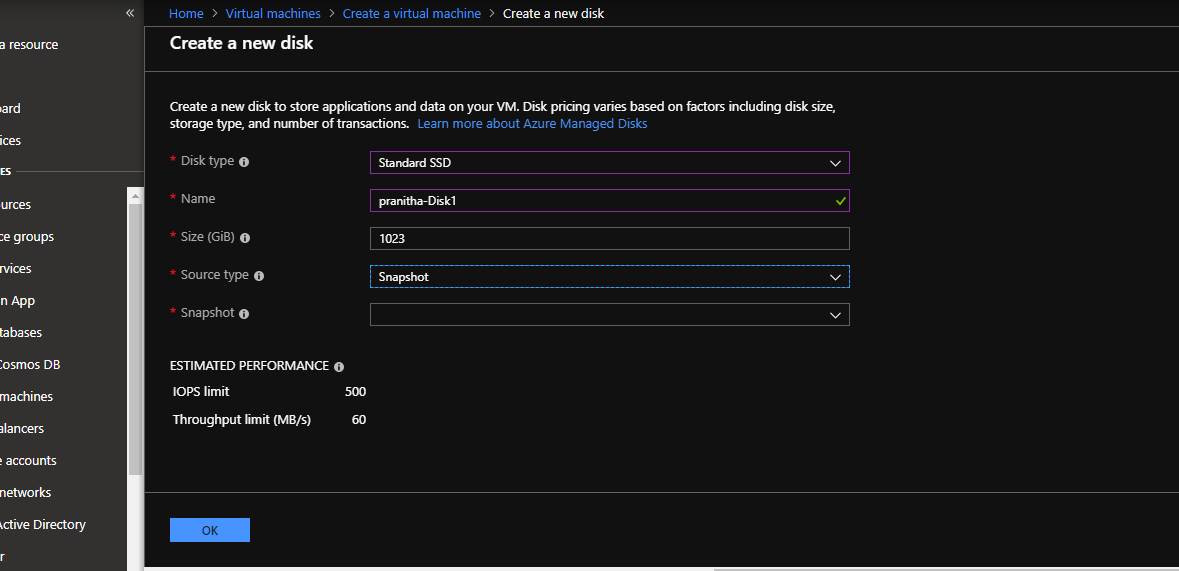 « Home > Virtual machines > Create a virtual machine > Create a new disk
Create a new disk
a resource
ard
ices
ES
urces
ce groups
rvices
n App
tabases
Cosmos DB
machines
alancers
e accounts
networks
Active Directory
r
Create a new disk to store applications and data on your VM. Disk pricing varies based on factors including disk size,
storage type, and number of transactions. Learn more about Azure Managed Disks
* Disk type Standard SSD
* Name pranitha-Disk1
* Size (GiB) 1023
* Source type Snapshot
* Snapshot
ESTIMATED PERFORMANCE
IOPS limit 500
Throughput limit (MB/s) 60
OK